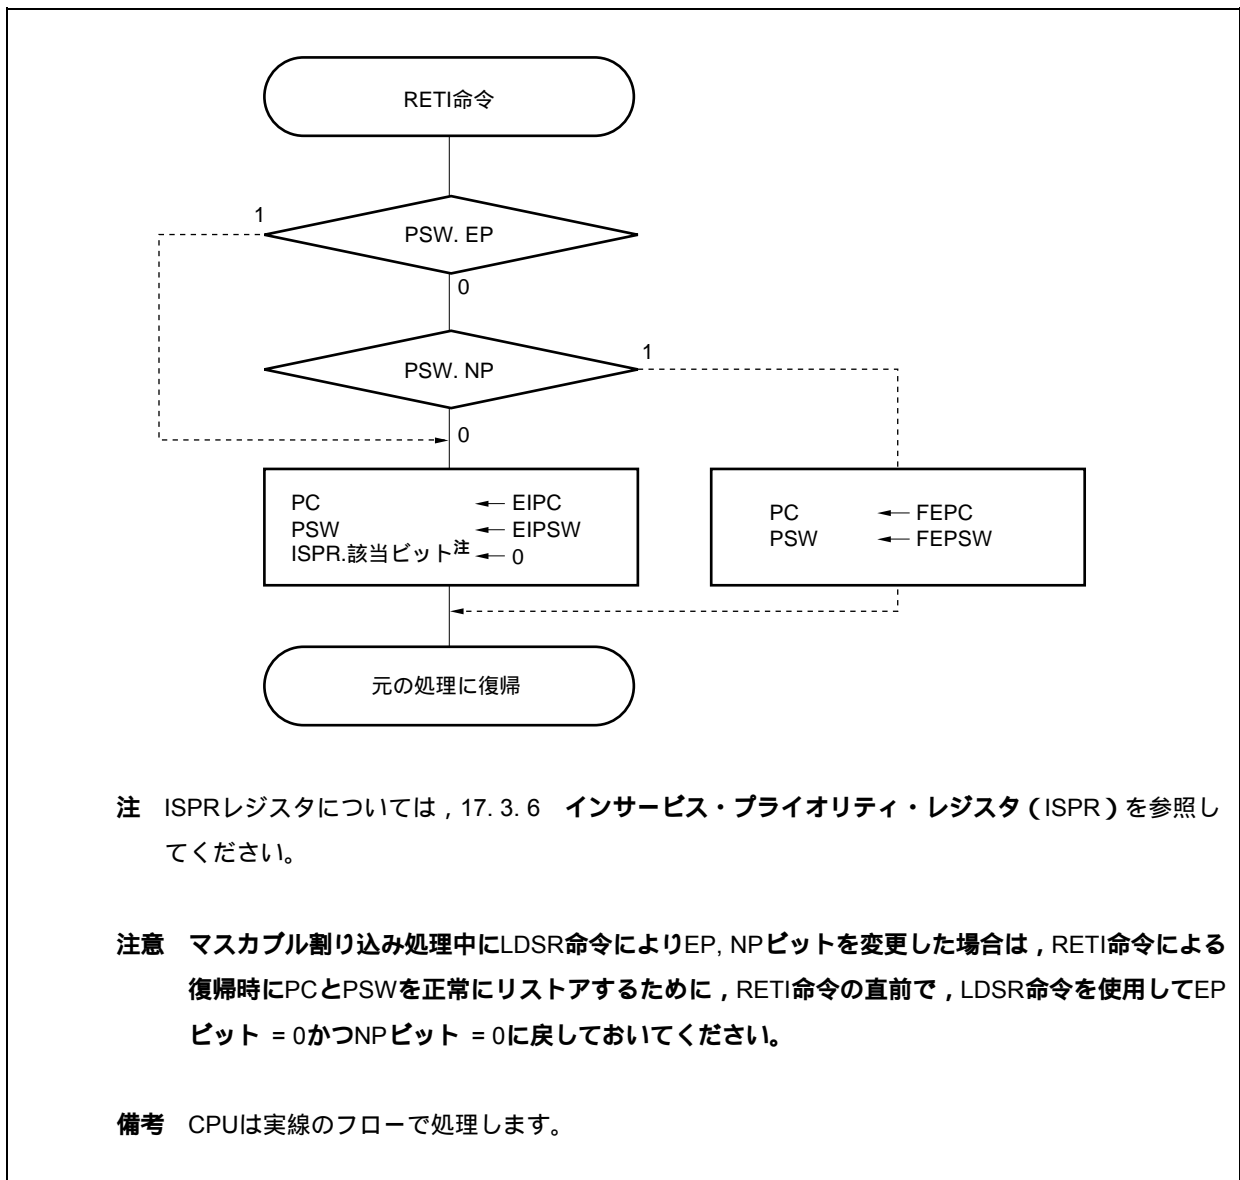 RETI命令
1
PSW. EP
0
1
PSW. NP
0
PC ← EIPC
PSW ← EIPSW
ISPR.該当ビット注 ← 0
PC ← FEPC
PSW ← FEPSW
元の処理に復帰
注 ISPRレジスタについては，17. 3. 6 インサービス・プライオリティ・レジスタ（ISPR）を参照し
てください。
注意 マスカブル割り込み処理中にLDSR命令によりEP, NPビットを変更した場合は，RETI命令による
復帰時にPCとPSWを正常にリストアするために，RETI命令の直前で，LDSR命令を使用してEP
ビット = 0かつNPビット = 0に戻しておいてください。
備考 CPUは実線のフローで処理します。